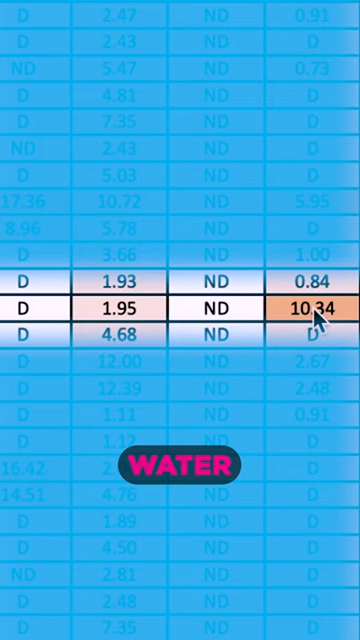 D 2.47 ND 0.91
D 2.43 ND D
ND 5.47 ND 0.73
D 4.81 ND D
D 7.35 ND D
ND 2.43 ND D
D 5.03 ND D
17.36 10.72 ND 5.95
8.96 5.78 ND D
D 3.66 ND 1.00
D 1.93 ND 0.84
D 1.95 ND 10.34
D 4.68 ND D
D 12.00 ND 2.67
D 12.39 ND 2.48
D 1.11 ND 0.91
D 1.12 ND D
WATER
16.42 ND D
14.51 4.76 ND D
D 1.89 ND D
D 4.50 ND D
ND 2.81 ND D
D 2.48 ND D
D 7.35 ND D